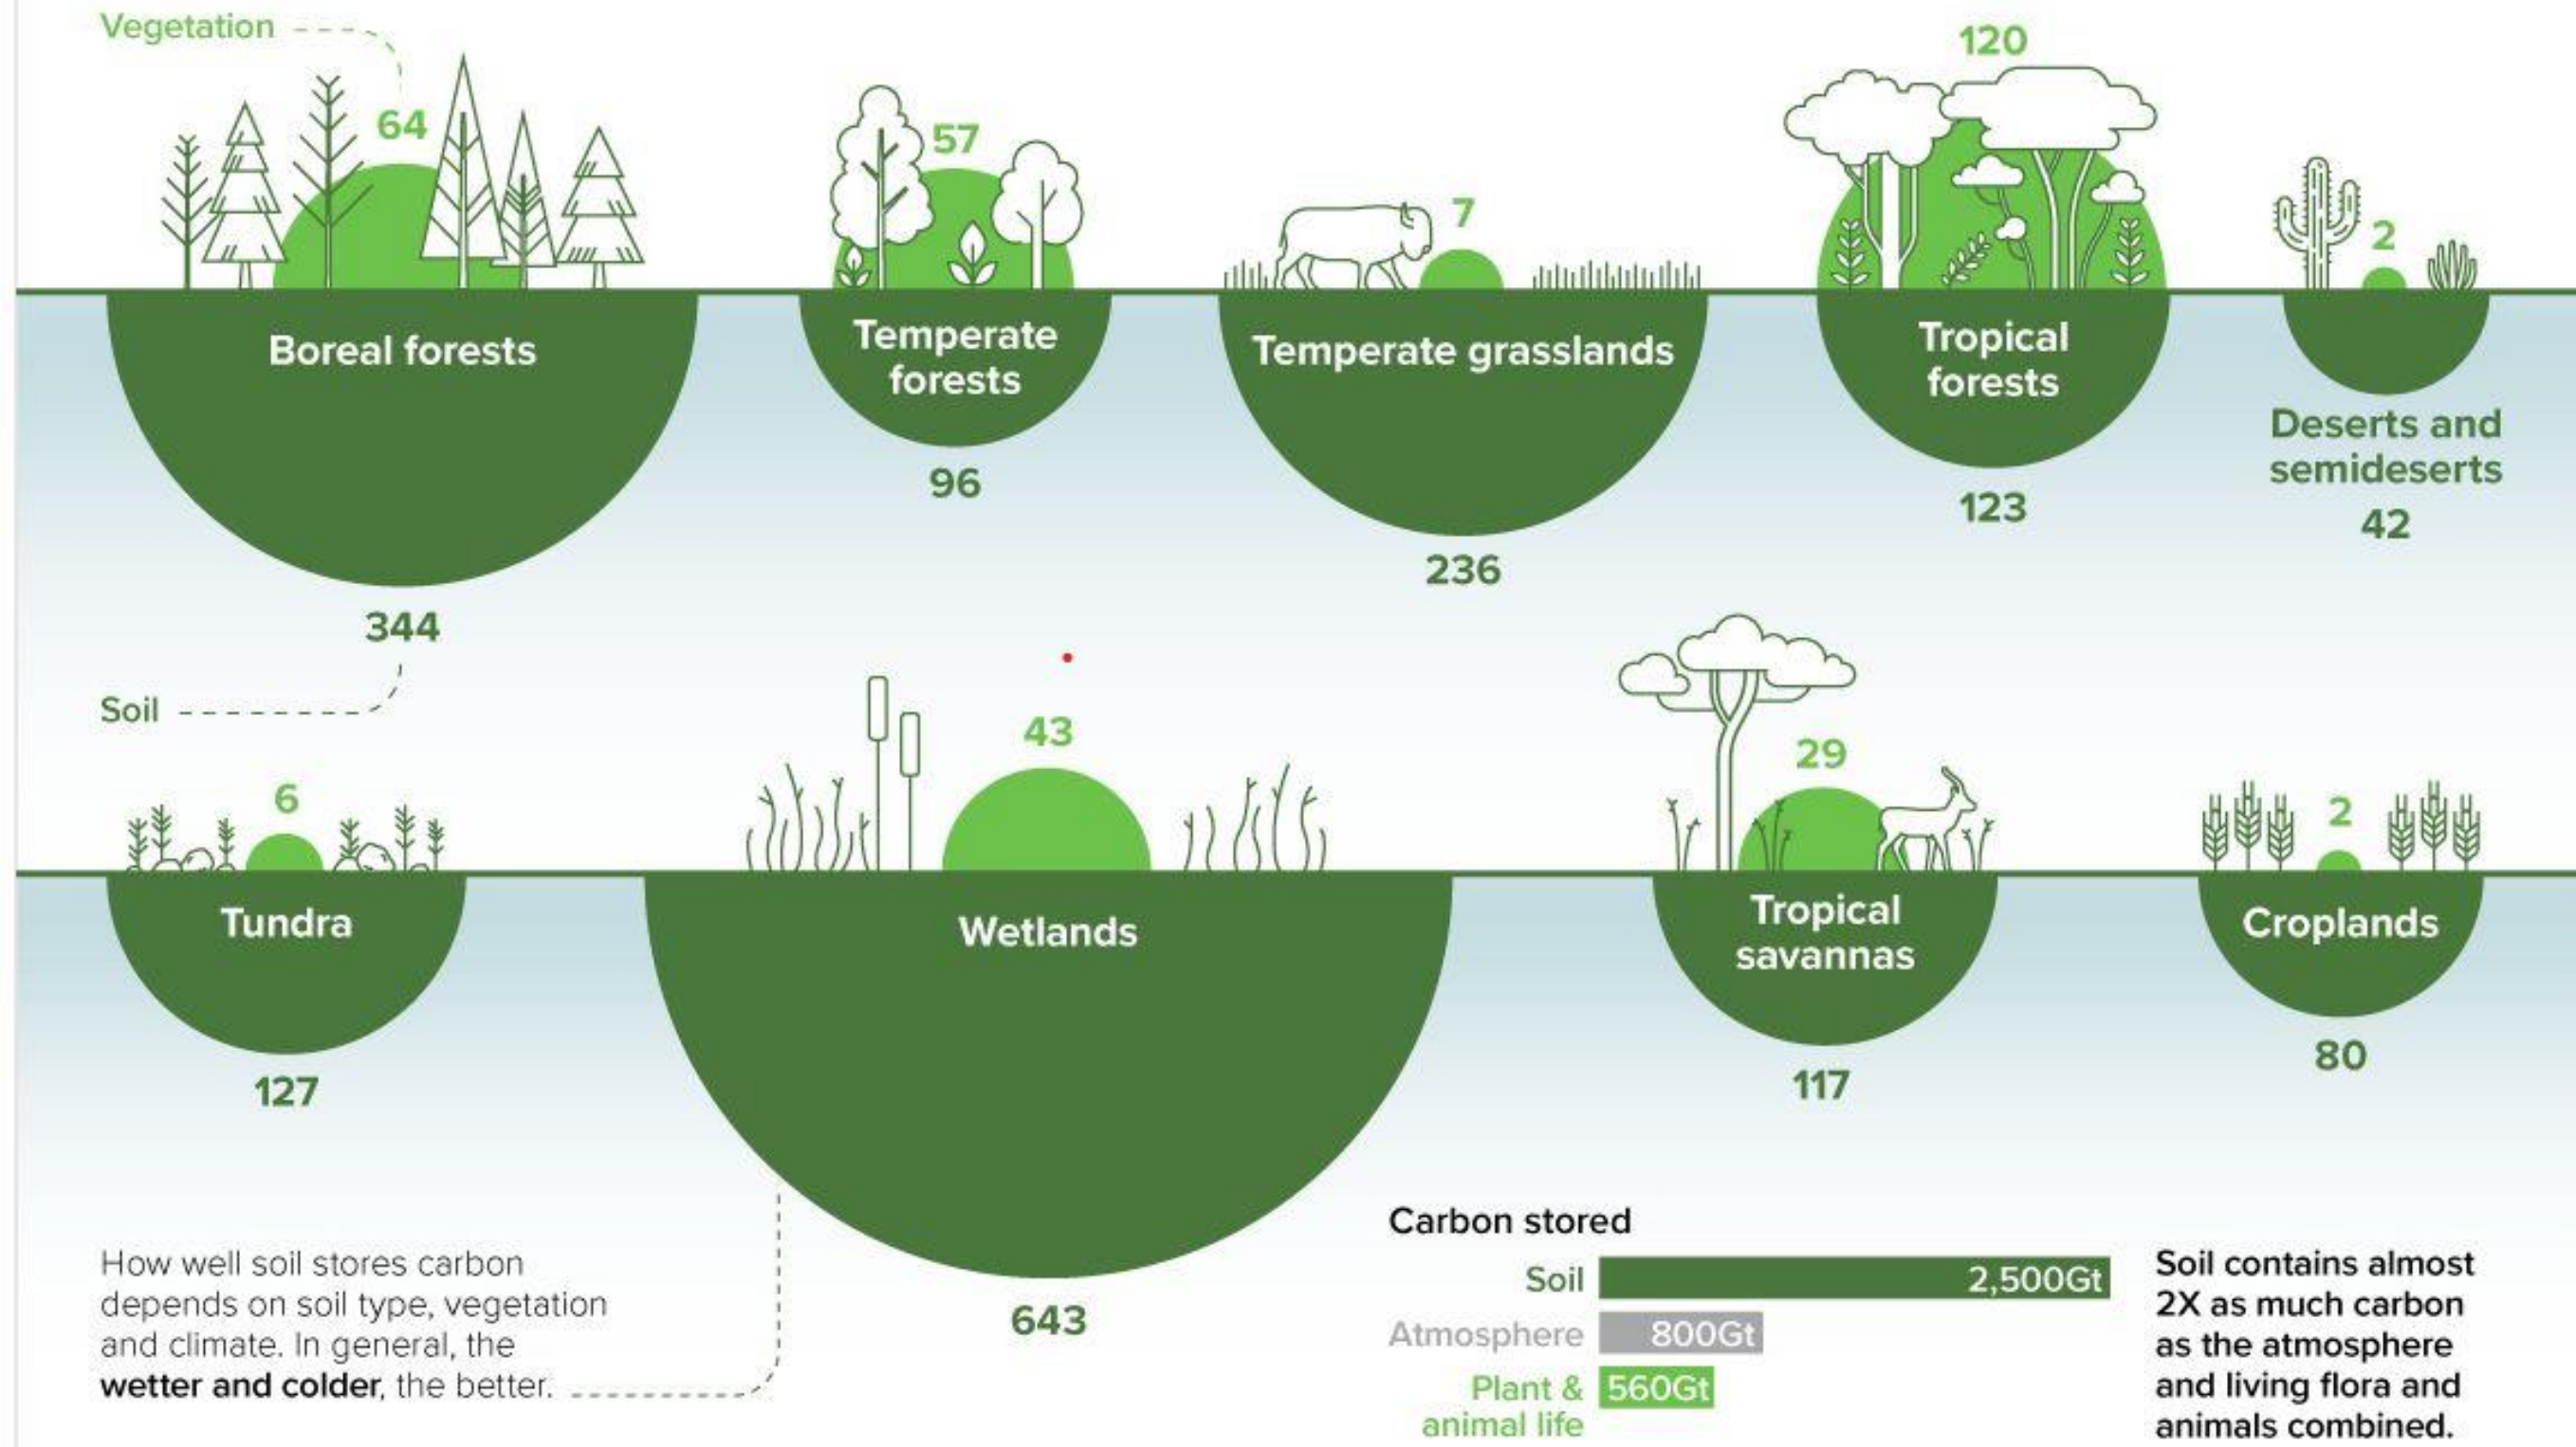 Vegetation
64
57
7
120
2
Boreal forests
Temperate
forests
Temperate grasslands
Tropical
forests
Deserts and
semideserts
344
96
236
123
42
Soil
6
43
29
2
Tundra
Wetlands
Tropical
savannas
Croplands
127
643
117
80
How well soil stores carbon
depends on soil type, vegetation
and climate. In general, the
wetter and colder, the better.
Carbon stored
Soil
2,500Gt
Atmosphere
800Gt
Plant &
animal life
560Gt
Soil contains almost
2X as much carbon
as the atmosphere
and living flora and
animals combined.